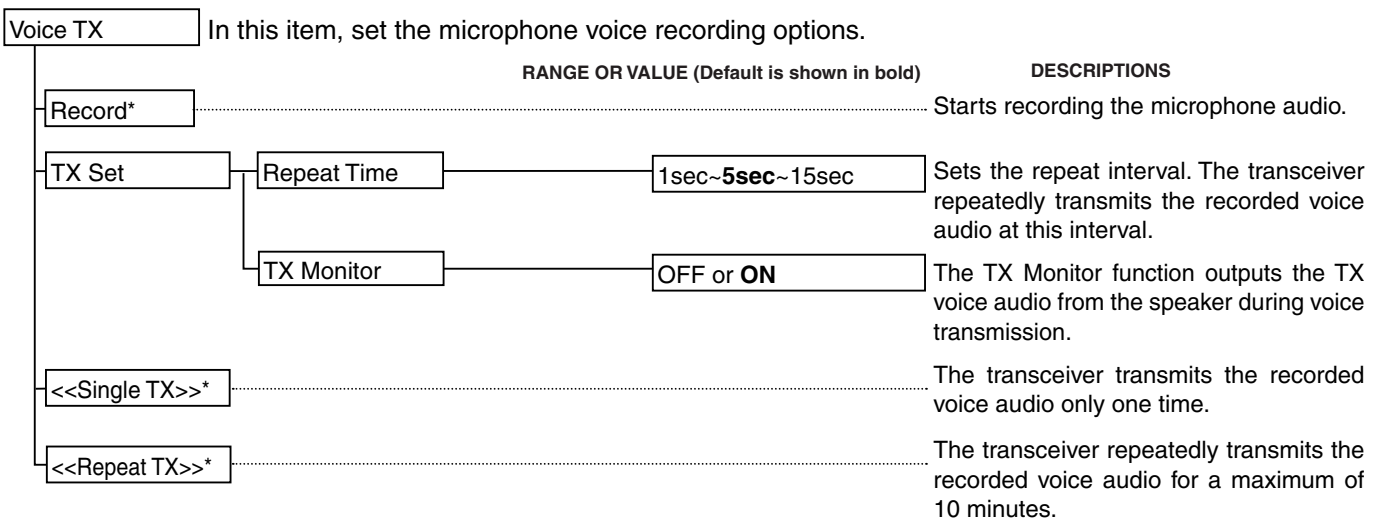 Voice TX In this item, set the microphone voice recording options.
RANGE OR VALUE (Default is shown in bold) DESCRIPTIONS
Record* Starts recording the microphone audio.
TX Set Repeat Time 1sec~5sec~15sec Sets the repeat interval. The transceiver
repeatedly transmits the recorded voice
audio at this interval.
TX Monitor OFF or ON The TX Monitor function outputs the TX
voice audio from the speaker during voice
transmission.
<<Single TX>>* The transceiver transmits the recorded
voice audio only one time.
<<Repeat TX>>* The transceiver repeatedly transmits the
recorded voice audio for a maximum of
10 minutes.